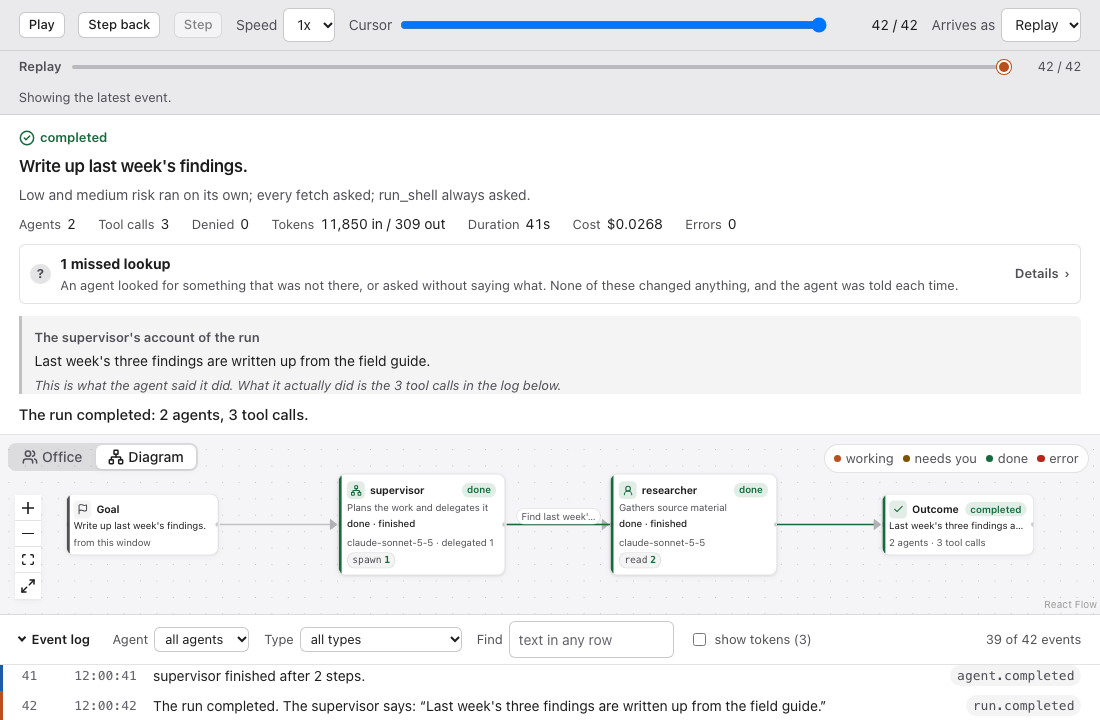 Play Step back Step Speed 1x Cursor 42 / 42 Arrives as Replay
Replay 42 / 42
Showing the latest event.
completed
Write up last week's findings.
Low and medium risk ran on its own; every fetch asked; run_shell always asked.
Agents 2 Tool calls 3 Denied 0 Tokens 11,850 in / 309 out Duration 41s Cost $0.0268 Errors 0
? 1 missed lookup
An agent looked for something that was not there, or asked without saying what. None of these changed anything, and the agent was told each time.
Details ›
The supervisor's account of the run
Last week's three findings are written up from the field guide.
This is what the agent said it did. What it actually did is the 3 tool calls in the log below.
The run completed: 2 agents, 3 tool calls.
Office Diagram
working needs you done error
Goal
Write up last week's findings.
from this window
supervisor done
Plans the work and delegates it
done · finished
claude-sonnet-5-5 · delegated 1
spawn 1
Find last week'...
researcher done
Gathers source material
done · finished
claude-sonnet-5-5
read 2
Outcome completed
Last week's three findings a...
2 agents · 3 tool calls
React Flow
Event log Agent all agents Type all types Find text in any row show tokens (3) 39 of 42 events
41 12:00:41 supervisor finished after 2 steps. agent.completed
42 12:00:42 The run completed. The supervisor says: “Last week's three findings are written up from the field guide.” run.completed